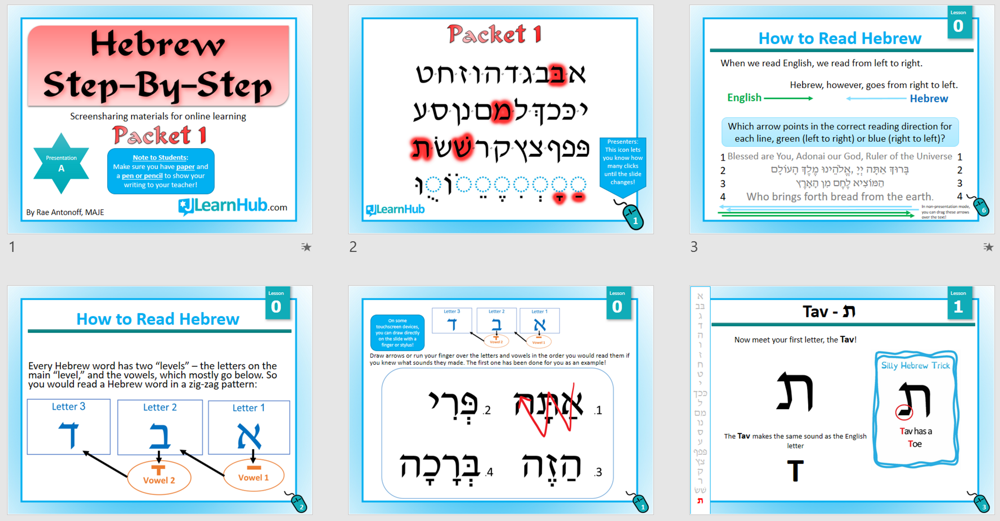 Hebrew
Step-By-Step
Screensharing materials for online learning
Packet 1
Presentation
A
Note to Students:
Make sure you have paper and
a pen or pencil to show your
writing to your teacher!
By Rae Antonoff, MAJE
JLearnHub.com
1
Packet 1
א בּ ב ג ד ה ו ז ח ט
י כּ כ ךּ ל מ ם נ ן ס ע
פּ פ ף צ ץ ק ר שׁ שׂ ת
Presenters:
This icon lets
you know how
many clicks
until the slide
changes!
JLearnHub
1
2
Lesson
0
How to Read Hebrew
When we read English, we read from left to right.
Hebrew, however, goes from right to left.
English Hebrew
Which arrow points in the correct reading direction for
each line, green (left to right) or blue (right to left)?
1 Blessed are You, Adonai our God, Ruler of the Universe 1
2 בָּרוּךְ אַתָּה יְיָ, אֱלֹהֵינוּ מֶלֶךְ הָעוֹלָם 2
3 הַמּוֹצִיא לֶחֶם מִן הָאָרֶץ 3
4 Who brings forth bread from the earth. 4
In non-presentation mode,
you can drag these arrows
over the text!
6
3
Lesson
0
How to Read Hebrew
Every Hebrew word has two “levels” – the letters on the
main “level,” and the vowels, which mostly go below. So
you would read a Hebrew word in a zig-zag pattern:
Letter 3 Letter 2 Letter 1
ד ב א
Vowel 2 Vowel 1
2
Lesson
0
On some
touchscreen devices,
you can draw directly
on the slide with a
finger or stylus!
Letter 3 Letter 2 Letter 1
ד ב א
Vowel 2 Vowel 1
Draw arrows or run your finger over the letters and vowels in the order you would read them if
you knew what sounds they made. The first one has been done for you as an example!
1. אַתָּה 2. פְּרִי
3. הַזֶּה 4. בְּרָכָה
1
Lesson
1
א
בּב
ג
ד
ה
ו
ז
ח
ט
י
כּכך
ל
מם
נן
ס
ע
פּפף
צץ
ק
ר
שׁשׂ
ת
Tav - ת
Now meet your first letter, the Tav!
ת
The Tav makes the same sound as the English
letter
T
Silly Hebrew Trick
ת
Tav has a
Toe
3